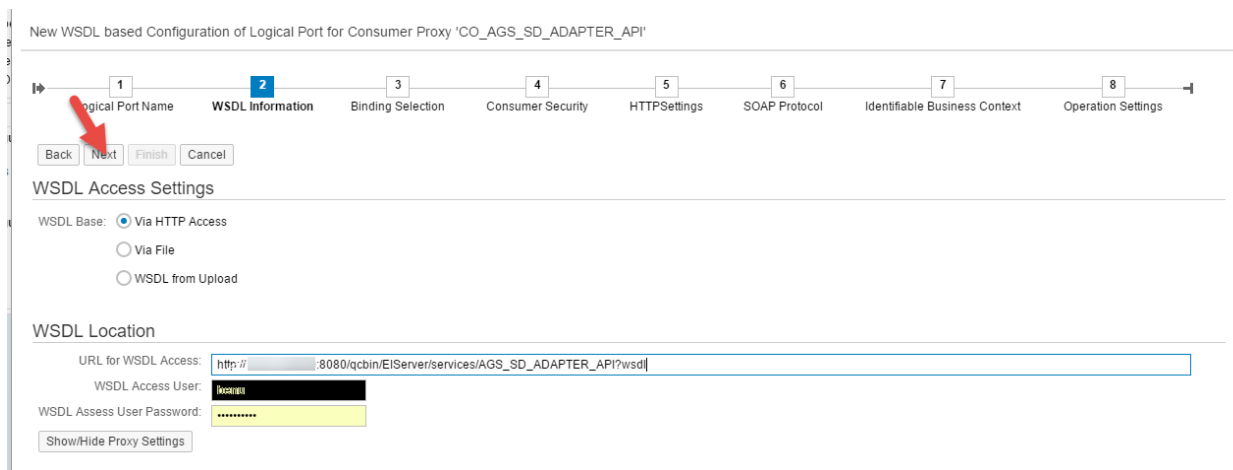 New WSDL based Configuration of Logical Port for Consumer Proxy 'CO_AGS_SD_ADAPTER_API'
1 2 3 4 5 6 7 8
Logical Port Name WSDL Information Binding Selection Consumer Security HTTPSettings SOAP Protocol Identifiable Business Context Operation Settings
Back Next Finish Cancel
WSDL Access Settings
WSDL Base: Via HTTP Access
Via File
WSDL from Upload
WSDL Location
URL for WSDL Access: http:// :8080/qcbin/EIServer/services/AGS_SD_ADAPTER_API?wsdl
WSDL Access User:
WSDL Assess User Password: ••••••••••
Show/Hide Proxy Settings